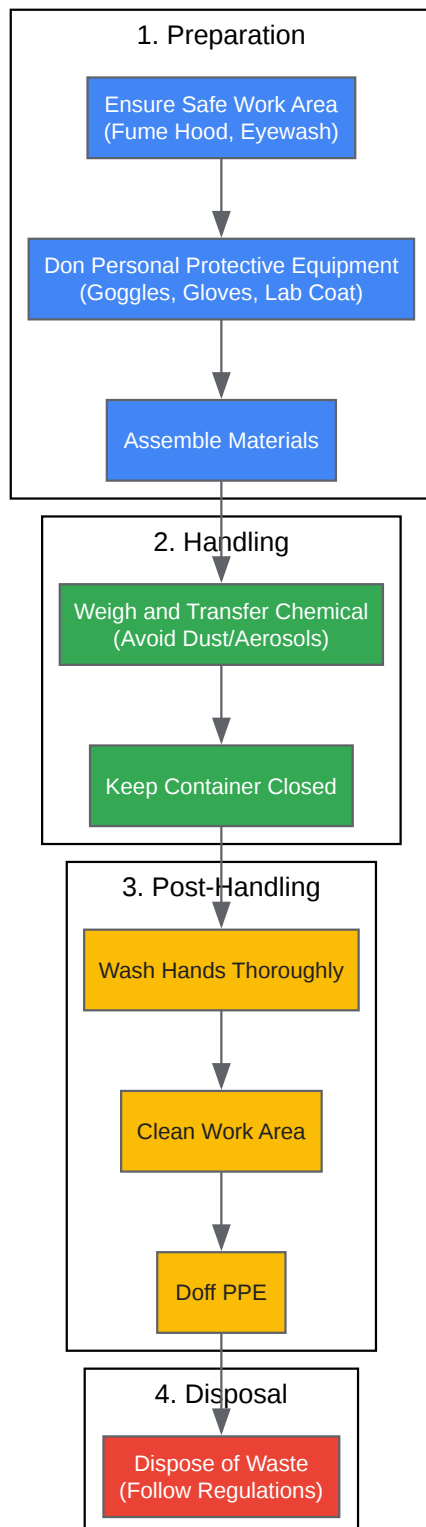 1. Preparation
Ensure Safe Work Area
(Fume Hood, Eyewash)
Don Personal Protective Equipment
(Goggles, Gloves, Lab Coat)
Assemble Materials
2. Handling
Weigh and Transfer Chemical
(Avoid Dust/Aerosols)
Keep Container Closed
3. Post-Handling
Wash Hands Thoroughly
Clean Work Area
Doff PPE
4. Disposal
Dispose of Waste
(Follow Regulations)